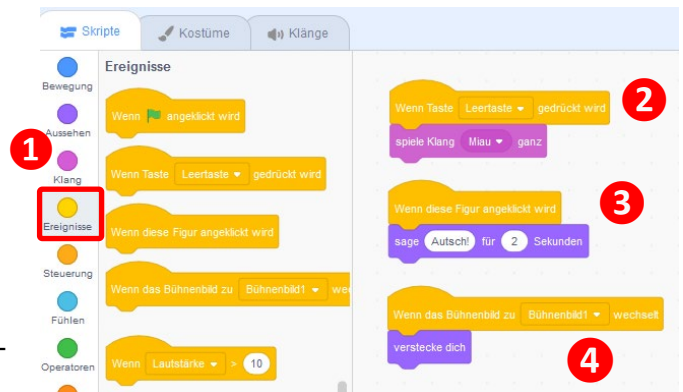 Skripte
Kostüme
Klänge
Ereignisse
Bewegung
Aussehen
Klang
Ereignisse
Steuerung
Fühlen
Operatoren
1
Wenn angeklickt wird
Wenn Taste Leertaste gedrückt wird
Wenn diese Figur angeklickt wird
Wenn das Bühnenbild zu Bühnenbild1 we
Wenn Lautstärke > 10
Wenn Taste Leertaste gedrückt wird
spiele Klang Miau ganz
2
Wenn diese Figur angeklickt wird
sage Autsch! für 2 Sekunden
3
Wenn das Bühnenbild zu Bühnenbild1 wechselt
verstecke dich
4
-